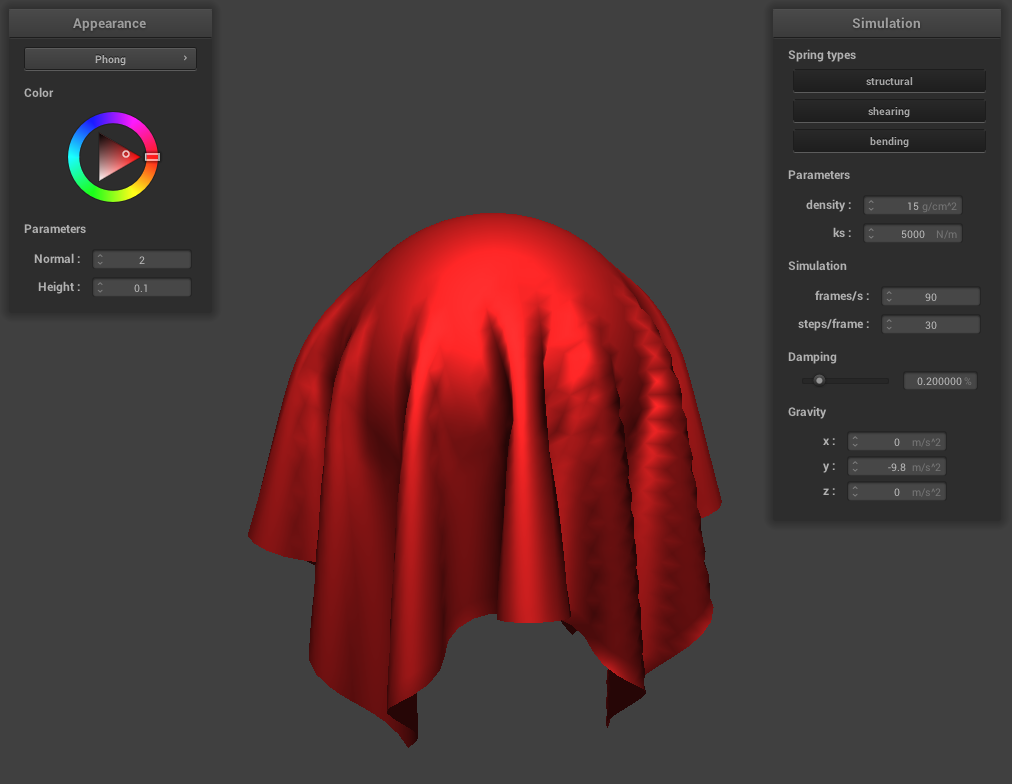 Appearance
Phong ›
Color
Parameters
Normal : 2
Height : 0.1
Simulation
Spring types
structural
shearing
bending
Parameters
density : 15 g/cm^2
ks : 5000 N/m
Simulation
frames/s : 90
steps/frame : 30
Damping
0.200000 %
Gravity
x : 0 m/s^2
y : -9.8 m/s^2
z : 0 m/s^2